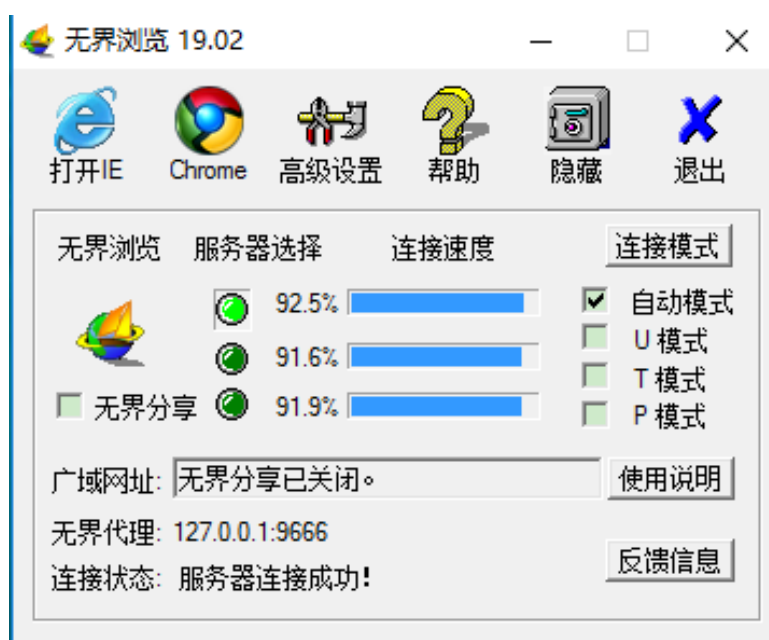 无界浏览 19.02
打开IE Chrome 高级设置 帮助 隐藏 退出
无界浏览 服务器选择 连接速度 连接模式
92.5% 自动模式
U 模式
91.6%
T 模式
无界分享 91.9% P 模式
广域网址: 无界分享已关闭。 使用说明
无界代理: 127.0.0.1:9666
连接状态: 服务器连接成功! 反馈信息